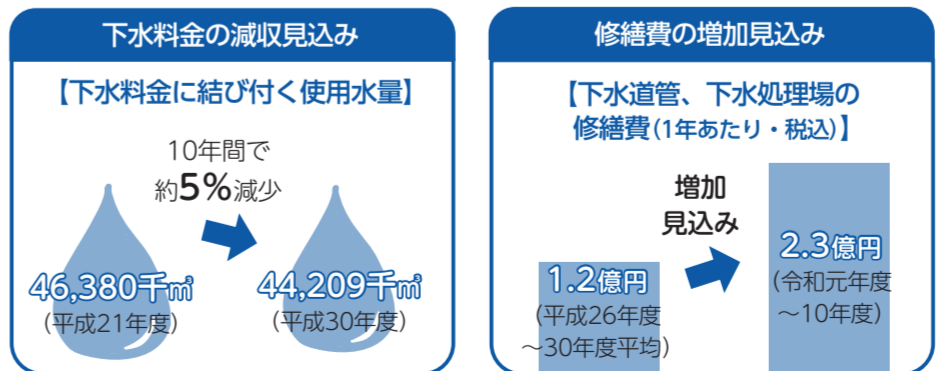 下水料金の減収見込み
【下水料金に結び付く使用水量】
10年間で
約5%減少
46,380千㎥
(平成21年度)
44,209千㎥
(平成30年度)
修繕費の増加見込み
【下水道管、下水処理場の
修繕費(1年あたり・税込)】
増加
見込み
1.2億円
(平成26年度
～30年度平均)
2.3億円
(令和元年度
～10年度)